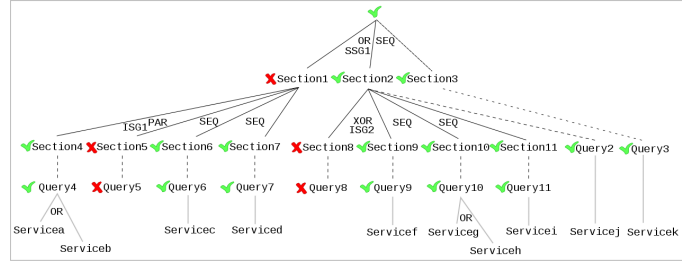 OR SEQ
SSG1
Section1 Section2 Section3
ISG1 PAR SEQ SEQ XOR ISG2 SEQ SEQ
Section4 Section5 Section6 Section7 Section8 Section9 Section10 Section11 Query2 Query3
Query4 Query5 Query6 Query7 Query8 Query9 Query10 Query11
OR OR
Servicea Serviceb Servicec Serviced Servicef Serviceg Serviceh Servicei Servicej Servicek